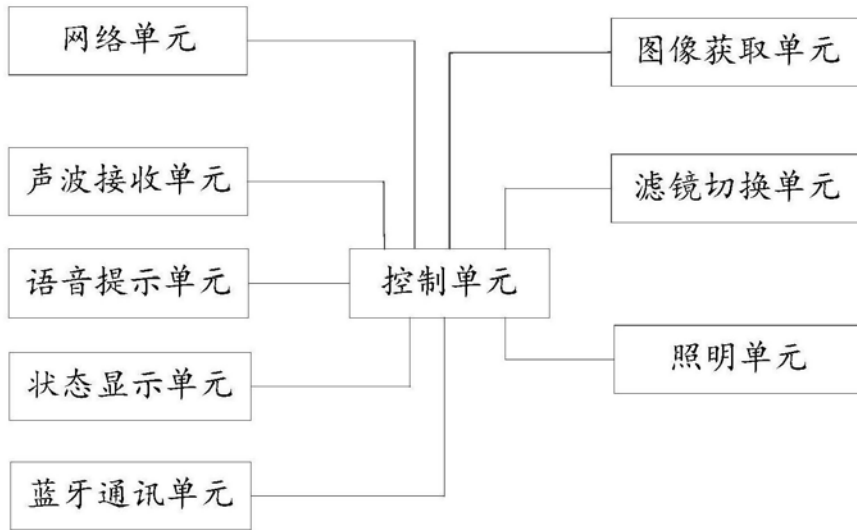 网络单元
图像获取单元
声波接收单元
滤镜切换单元
语音提示单元
控制单元
状态显示单元
照明单元
蓝牙通讯单元